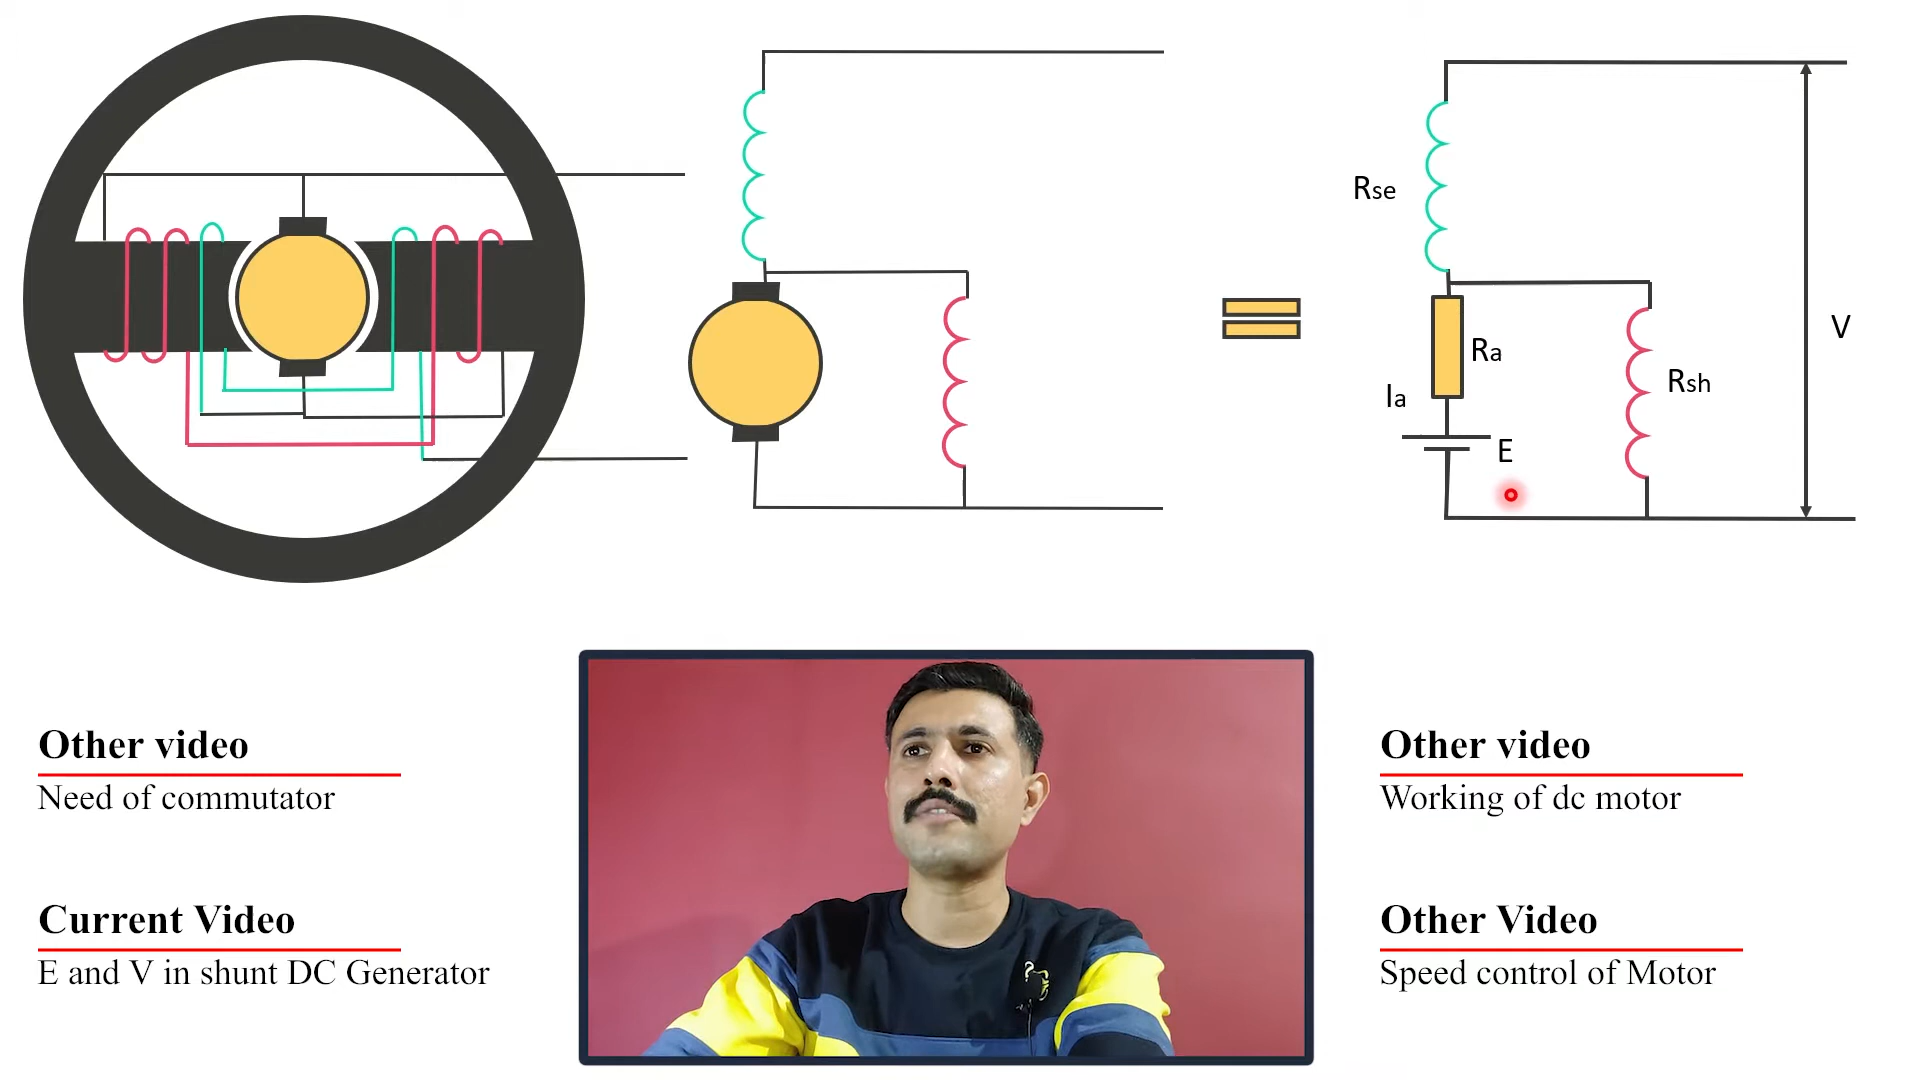 Rse
Ra
Ia
E
Rsh
V
Other video
Need of commutator
Current Video
E and V in shunt DC Generator
Other video
Working of dc motor
Other Video
Speed control of Motor